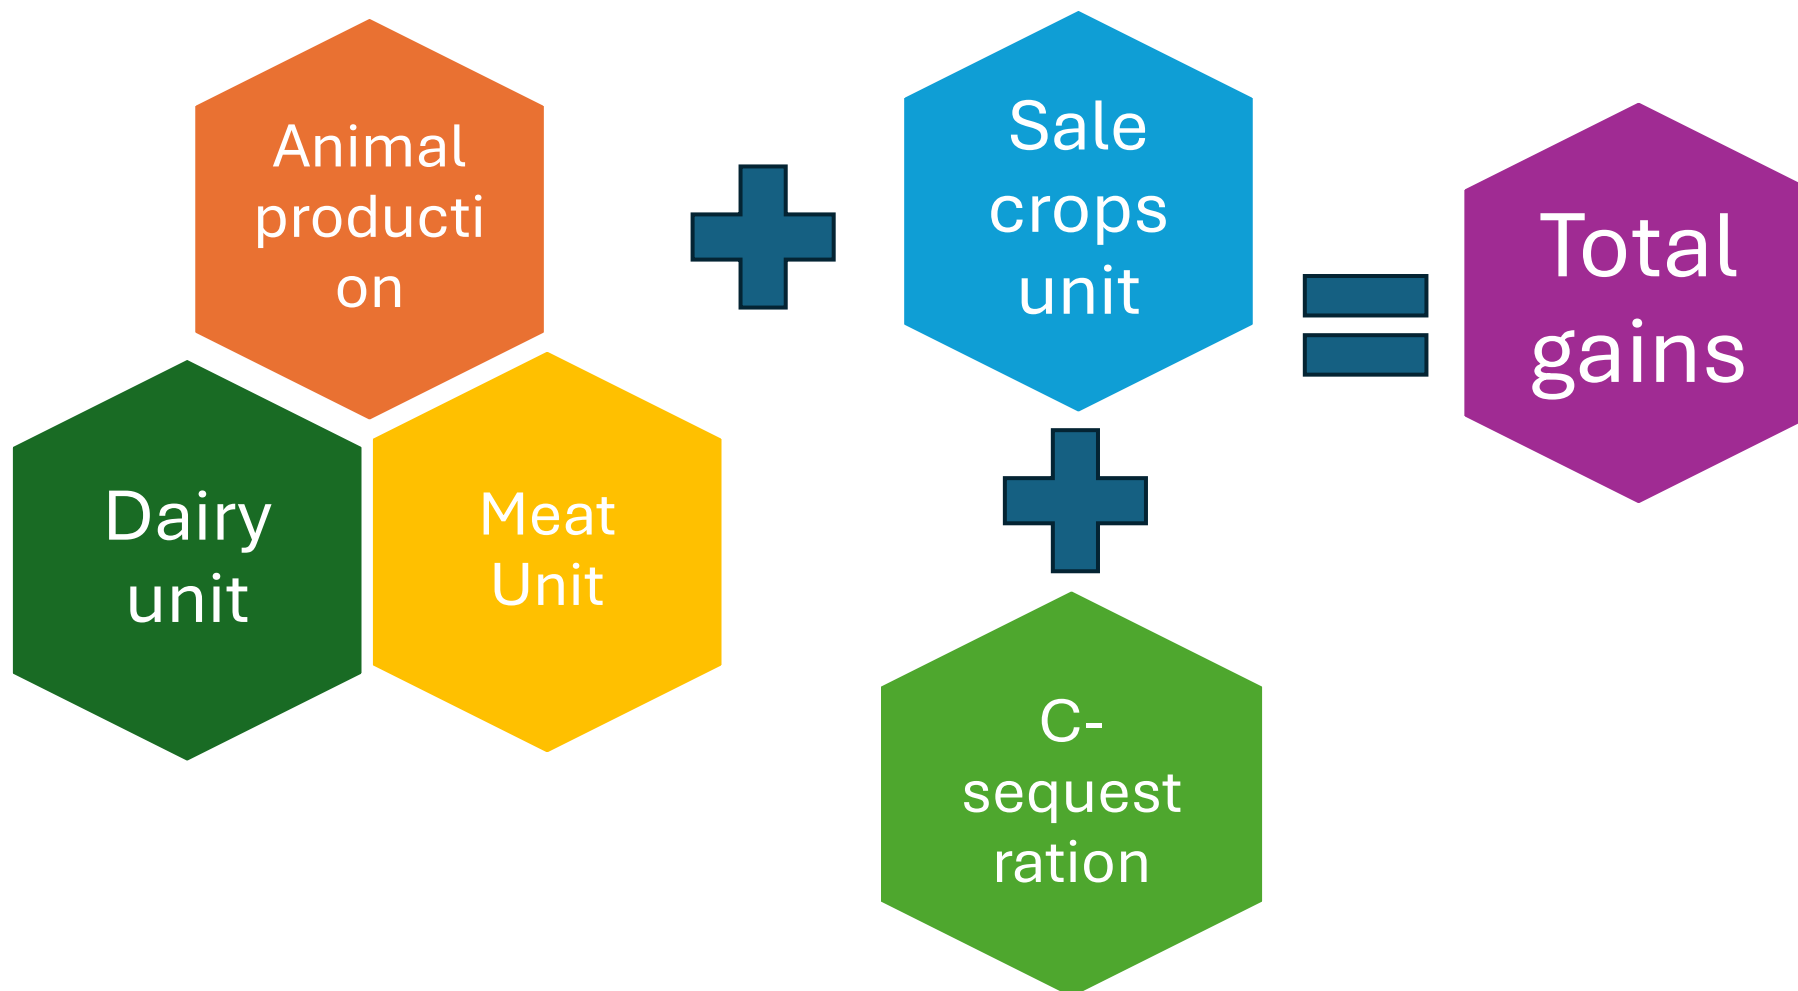 Animal
producti
on
Dairy
unit
Meat
Unit
Sale
crops
unit
C-
sequest
ration
Total
gains